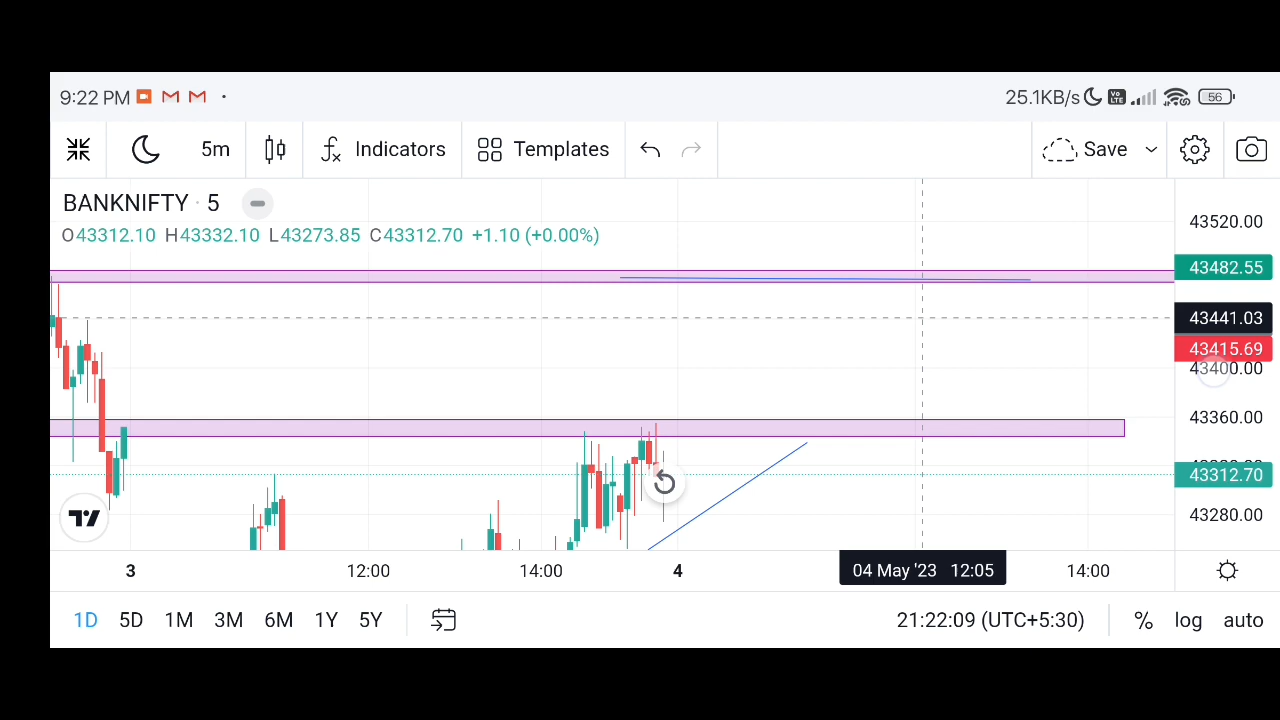 9:22 PM 25.1KB/s Vo LTE 56
5m Indicators Templates Save
BANKNIFTY · 5
O43312.10 H43332.10 L43273.85 C43312.70 +1.10 (+0.00%)
43520.00
43482.55
43441.03
43415.69
43400.00
43360.00
43312.70
43280.00
3 12:00 14:00 4 04 May '23 12:05 14:00
1D 5D 1M 3M 6M 1Y 5Y 21:22:09 (UTC+5:30) % log auto